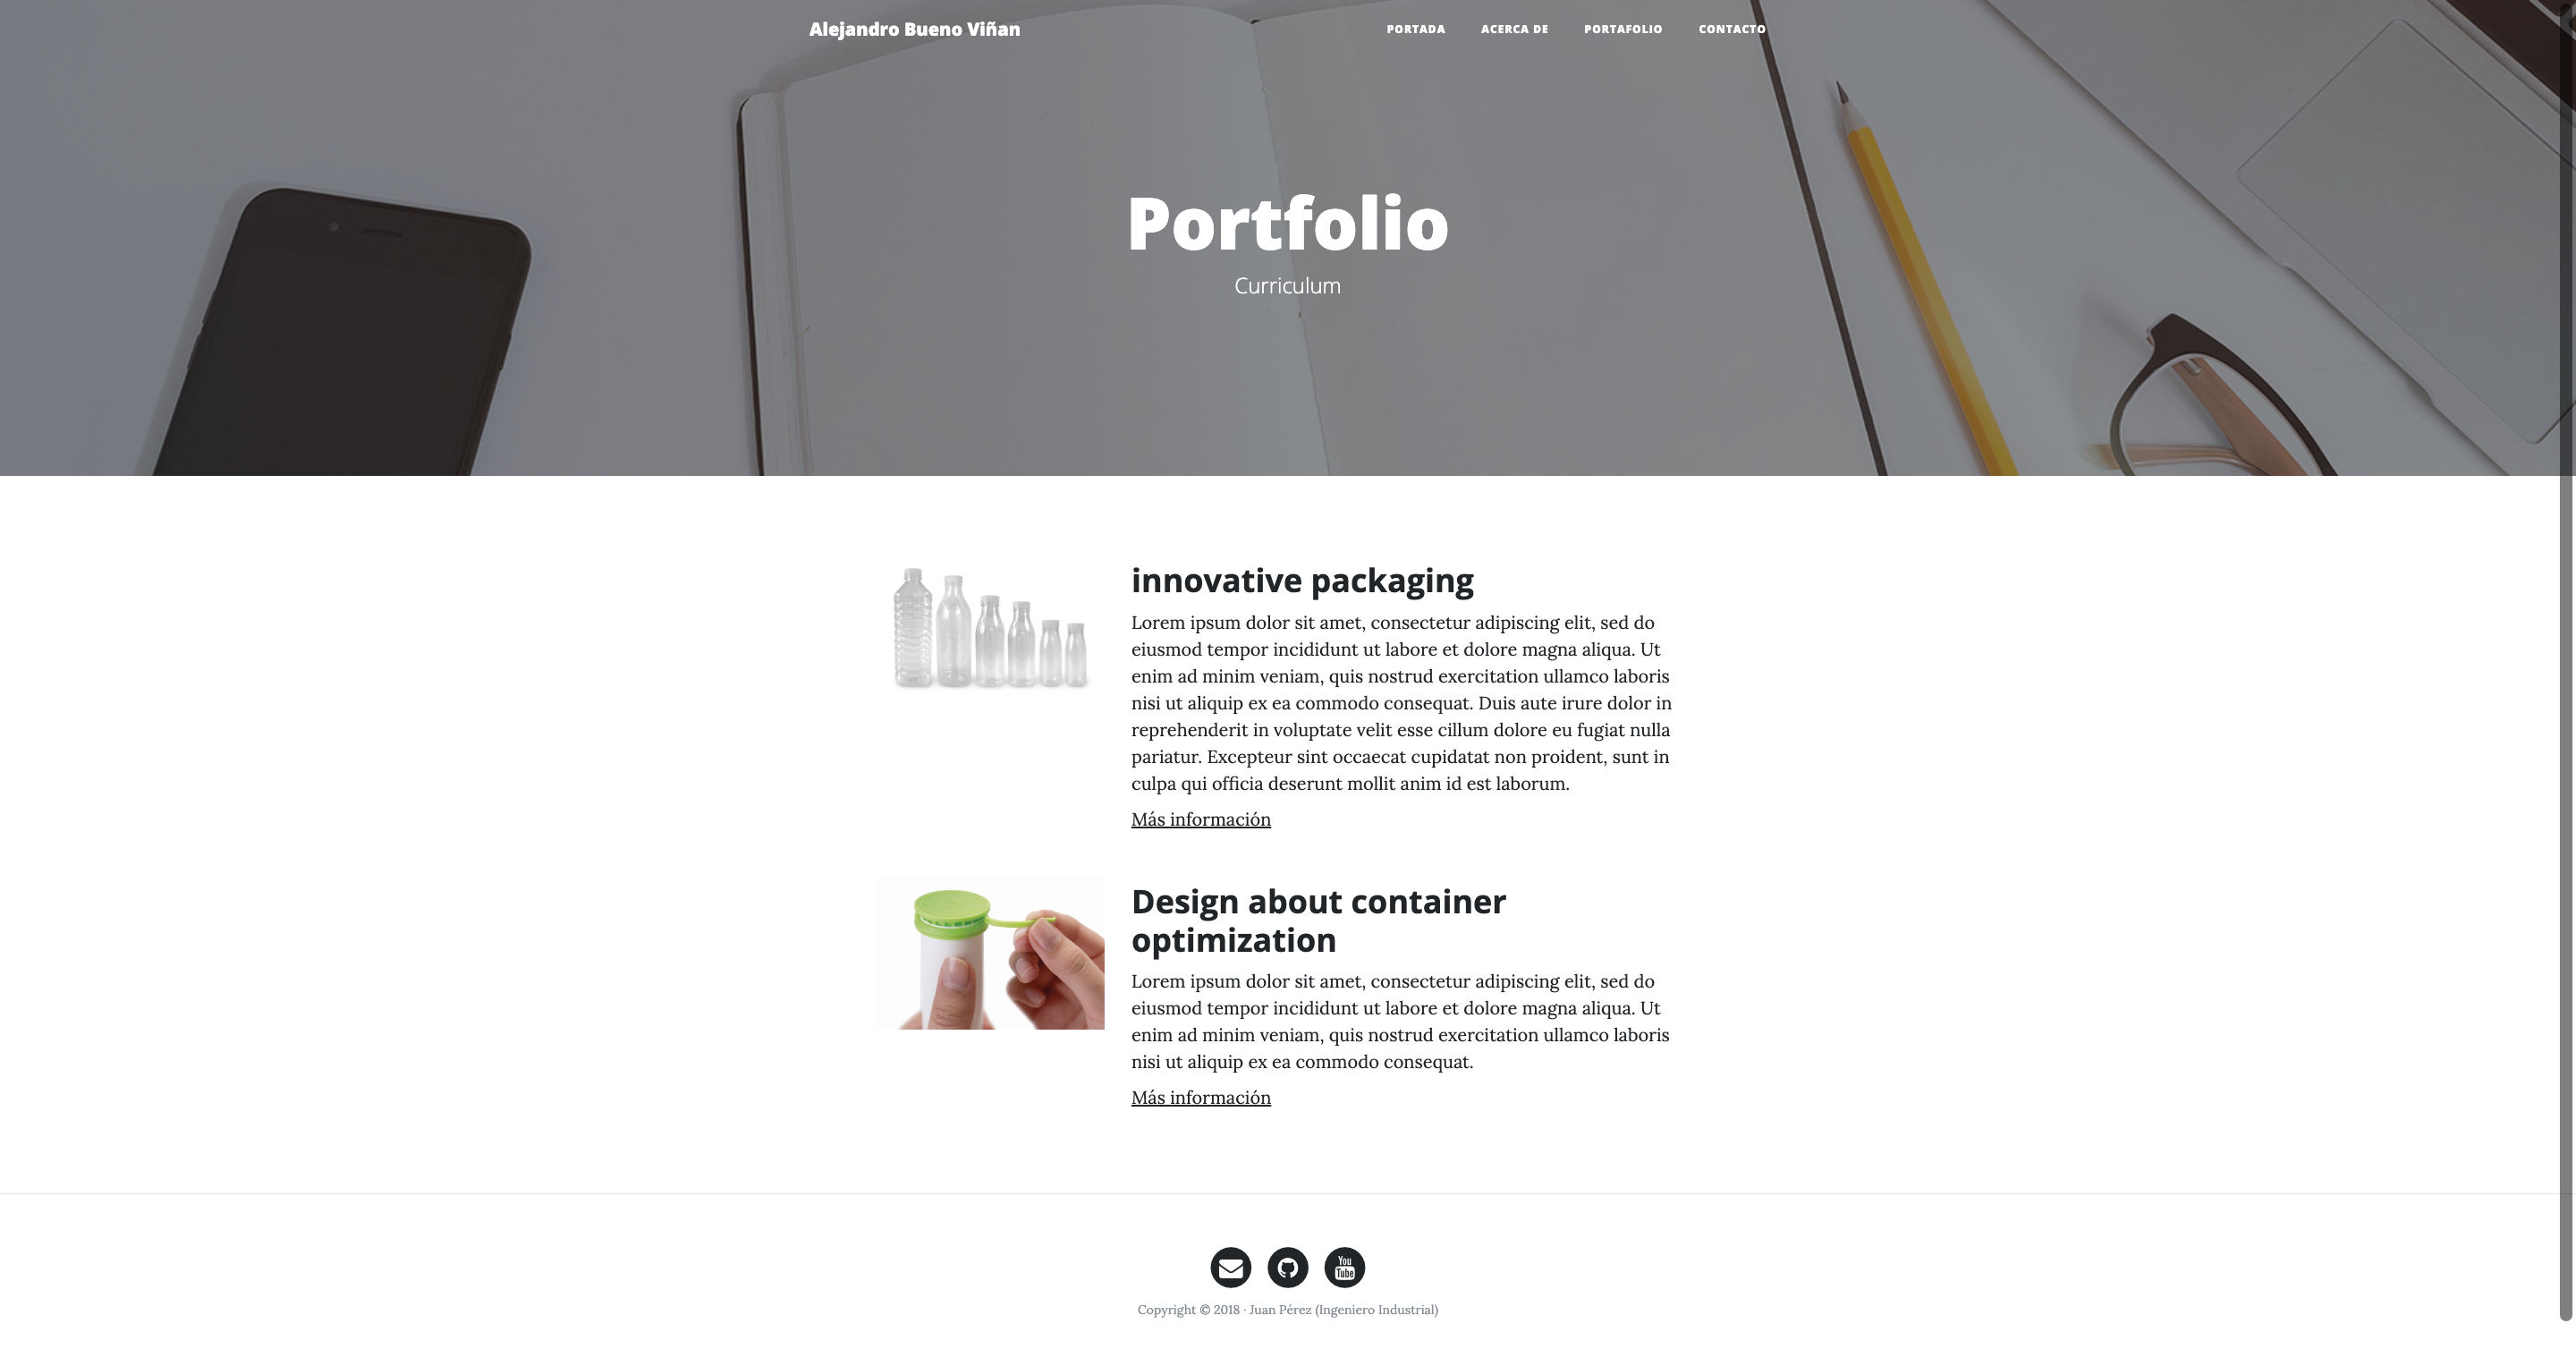 Alejandro Bueno Viñan
PORTADA ACERCA DE PORTAFOLIO CONTACTO
Portfolio
Curriculum
innovative packaging
Lorem ipsum dolor sit amet, consectetur adipiscing elit, sed do
eiusmod tempor incididunt ut labore et dolore magna aliqua. Ut
enim ad minim veniam, quis nostrud exercitation ullamco laboris
nisi ut aliquip ex ea commodo consequat. Duis aute irure dolor in
reprehenderit in voluptate velit esse cillum dolore eu fugiat nulla
pariatur. Excepteur sint occaecat cupidatat non proident, sunt in
culpa qui officia deserunt mollit anim id est laborum.
Más información
Design about container
optimization
Lorem ipsum dolor sit amet, consectetur adipiscing elit, sed do
eiusmod tempor incididunt ut labore et dolore magna aliqua. Ut
enim ad minim veniam, quis nostrud exercitation ullamco laboris
nisi ut aliquip ex ea commodo consequat.
Más información
You
Tube
Copyright © 2018 · Juan Pérez (Ingeniero Industrial)